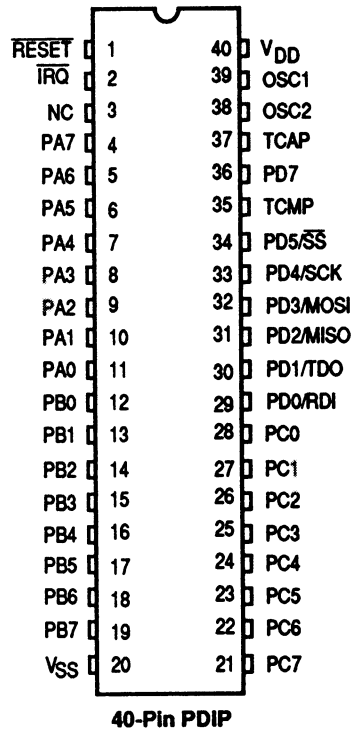 RESET 1 40 VDD
IRQ 2 39 OSC1
NC 3 38 OSC2
PA7 4 37 TCAP
PA6 5 36 PD7
PA5 6 35 TCMP
PA4 7 34 PD5/SS
PA3 8 33 PD4/SCK
PA2 9 32 PD3/MOSI
PA1 10 31 PD2/MISO
PA0 11 30 PD1/TDO
PB0 12 29 PD0/RDI
PB1 13 28 PC0
PB2 14 27 PC1
PB3 15 26 PC2
PB4 16 25 PC3
PB5 17 24 PC4
PB6 18 23 PC5
PB7 19 22 PC6
VSS 20 21 PC7
40-Pin PDIP